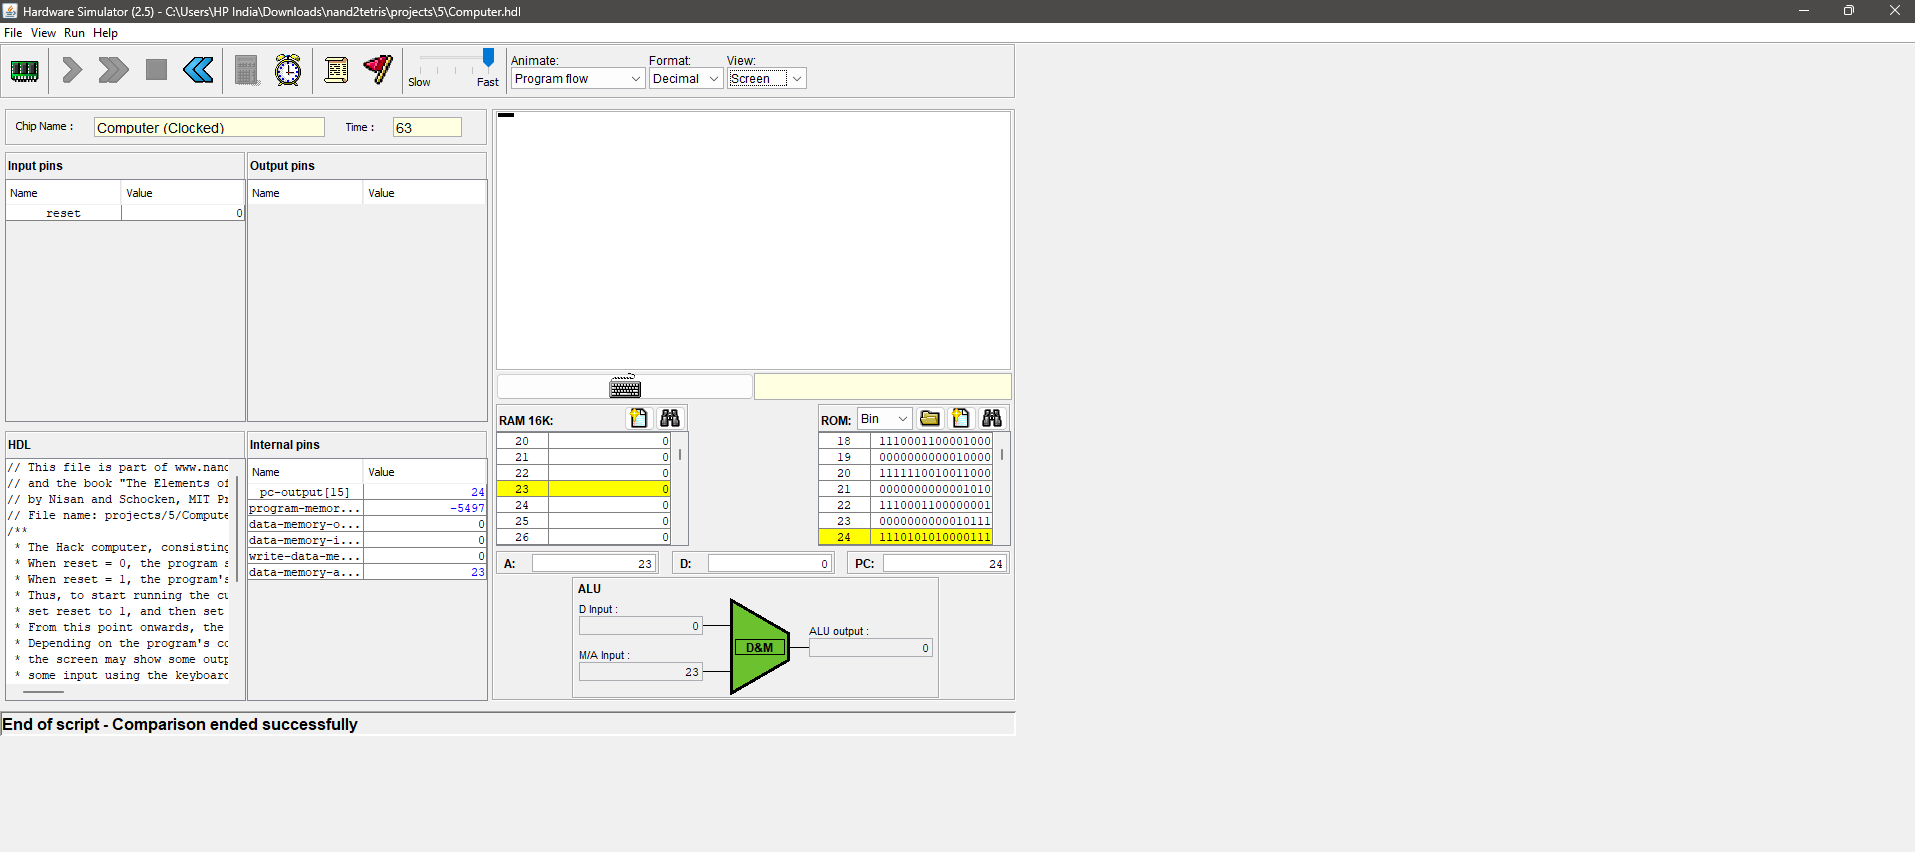 Hardware Simulator (2.5) - C:\Users\HP India\Downloads\nand2tetris\projects\5\Computer.hdl
File View Run Help
Slow Fast
Animate: Format: View:
Program flow Decimal Screen
Chip Name : Computer (Clocked) Time : 63
Input pins
Name Value
reset 0
Output pins
Name Value
HDL
// This file is part of www.nanc
// and the book "The Elements of
// by Nisan and Schocken, MIT Pr
// File name: projects/5/Compute
/**
* The Hack computer, consisting
* When reset = 0, the program s
* When reset = 1, the program's
* Thus, to start running the cu
* set reset to 1, and then set
* From this point onwards, the
* Depending on the program's co
* the screen may show some outp
* some input using the keyboard
Internal pins
Name Value
pc-output[15] 24
program-memor... -5497
data-memory-o... 0
data-memory-i... 0
write-data-me... 0
data-memory-a... 23
RAM 16K:
20 0
21 0
22 0
23 0
24 0
25 0
26 0
ROM: Bin
18 1110001100001000
19 0000000000010000
20 1111110010011000
21 0000000000001010
22 1110001100000001
23 0000000000010111
24 1110101010000111
A: 23 D: 0 PC: 24
ALU
D Input :
0
M/A Input :
23
D&M
ALU output :
0
End of script - Comparison ended successfully